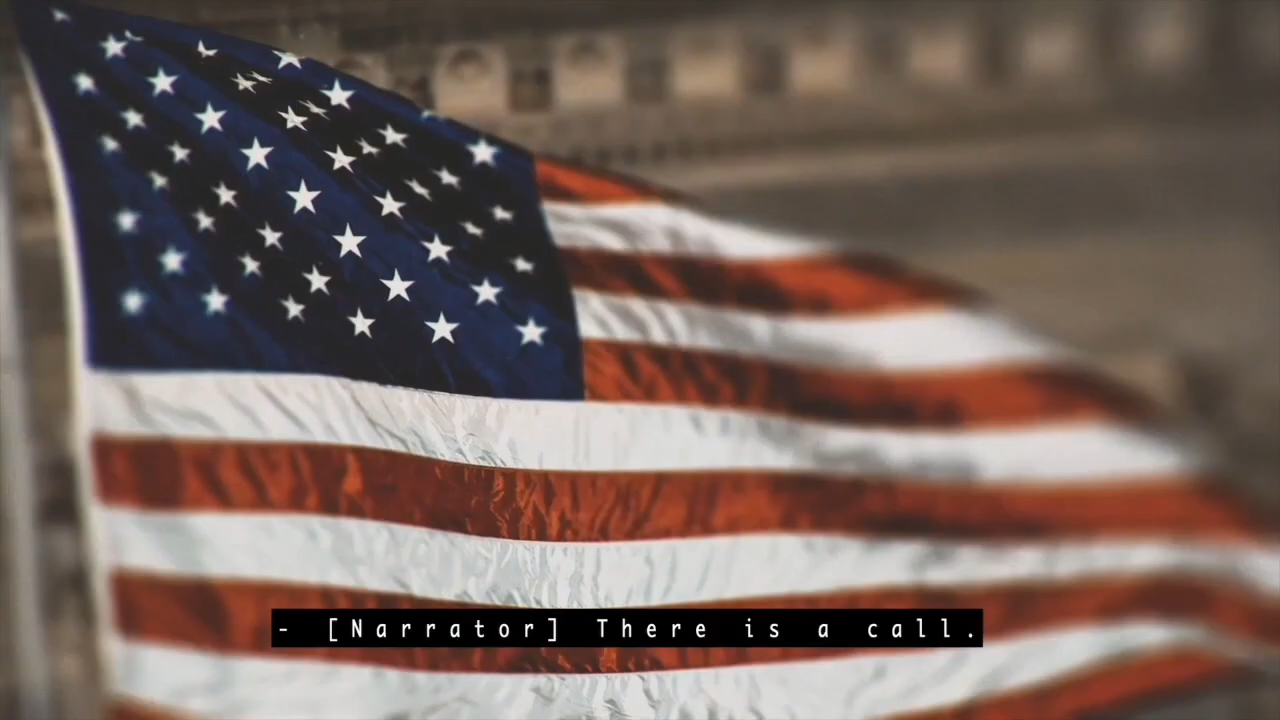 - [Narrator] There is a call.